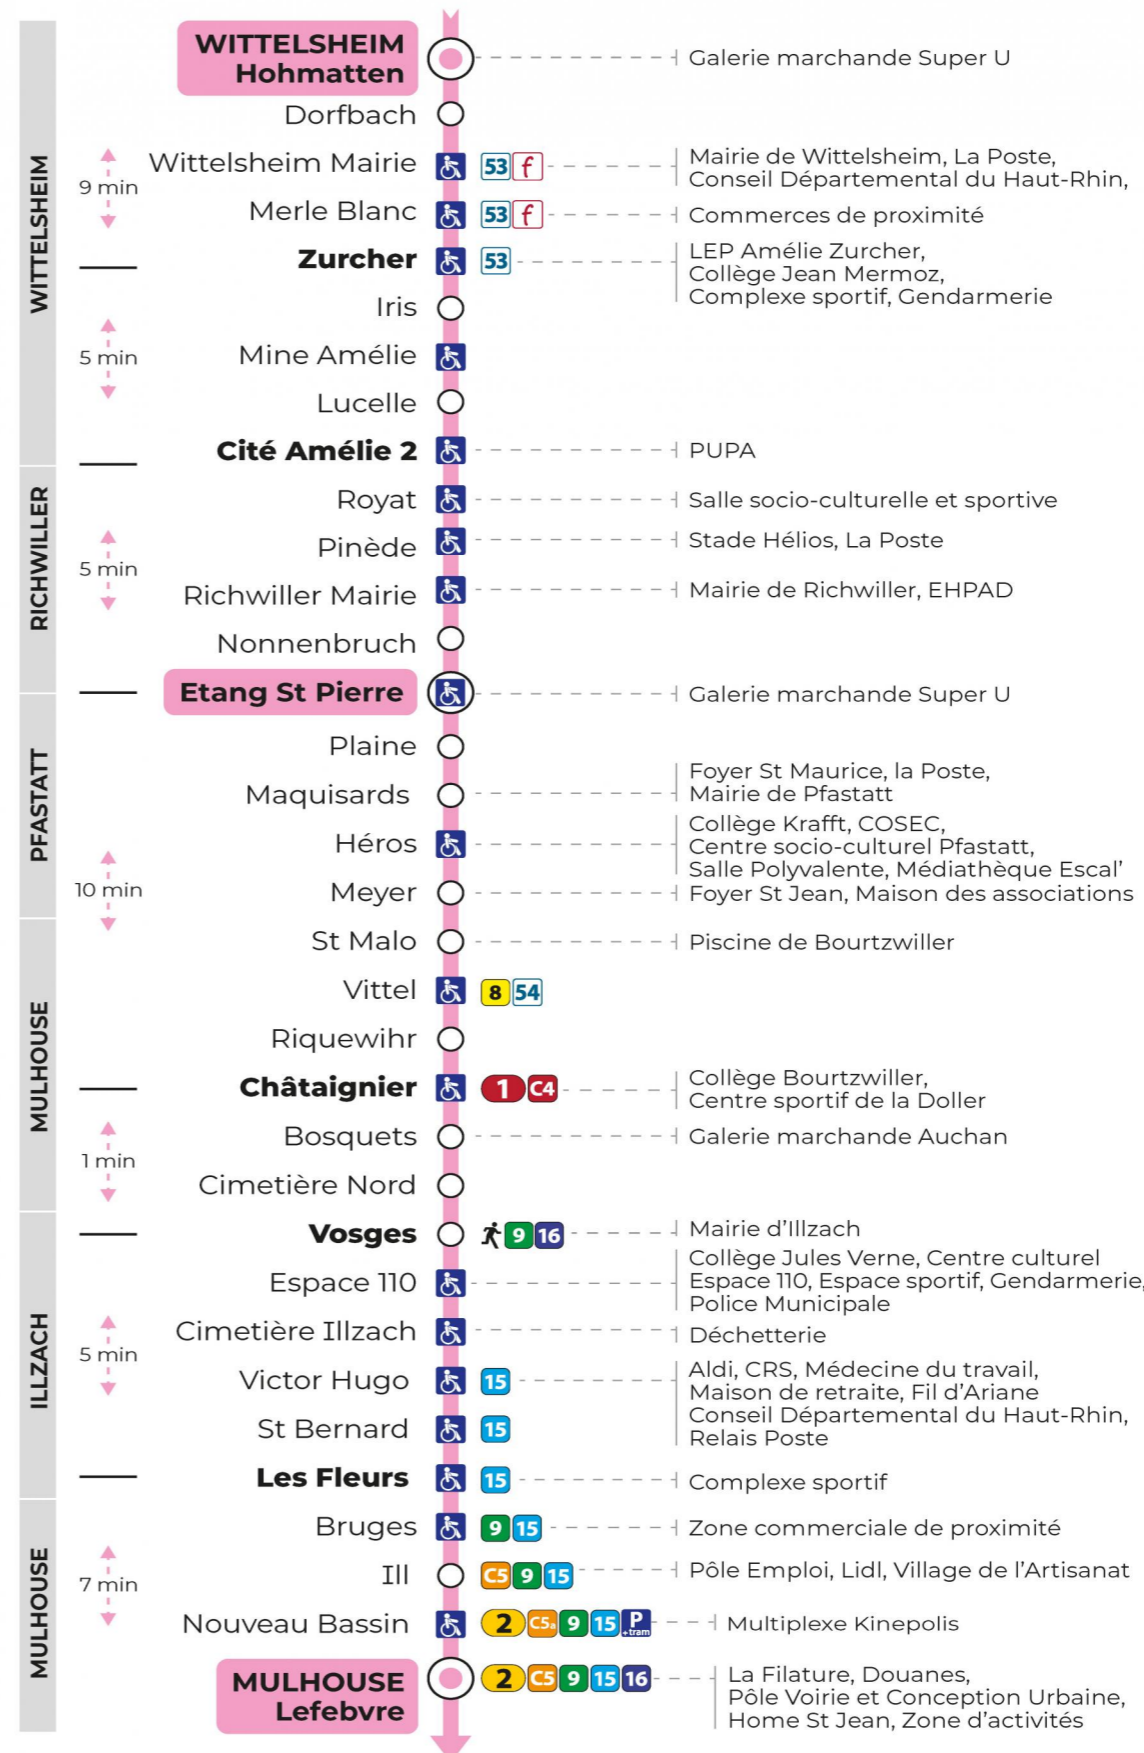 WITTELSHEIM
Hohmatten
Galerie marchande Super U
Dorfbach
Wittelsheim Mairie
53 f
Mairie de Wittelsheim, La Poste,
Conseil Départemental du Haut-Rhin,
9 min
Merle Blanc
53 f
Commerces de proximité
WITTELSHEIM
Zurcher
53
LEP Amélie Zurcher,
Collège Jean Mermoz,
Complexe sportif, Gendarmerie
Iris
5 min
Mine Amélie
Lucelle
Cité Amélie 2
PUPA
Royat
Salle socio-culturelle et sportive
RICHWILLER
5 min
Pinède
Stade Hélios, La Poste
Richwiller Mairie
Mairie de Richwiller, EHPAD
Nonnenbruch
Etang St Pierre
Galerie marchande Super U
Plaine
PFASTATT
Maquisards
Foyer St Maurice, la Poste,
Mairie de Pfastatt
Héros
Collège Krafft, COSEC,
Centre socio-culturel Pfastatt,
Salle Polyvalente, Médiathèque Escal’
10 min
Meyer
Foyer St Jean, Maison des associations
St Malo
Piscine de Bourtzwiller
Vittel
8 54
Riquewihr
MULHOUSE
Châtaignier
1 C4
Collège Bourtzwiller,
Centre sportif de la Doller
Bosquets
Galerie marchande Auchan
1 min
Cimetière Nord
Vosges
9 16
Mairie d’Illzach
Espace 110
Collège Jules Verne, Centre culturel
Espace 110, Espace sportif, Gendarmerie,
Police Municipale
ILLZACH
5 min
Cimetière Illzach
Déchetterie
Victor Hugo
15
Aldi, CRS, Médecine du travail,
Maison de retraite, Fil d’Ariane
Conseil Départemental du Haut-Rhin,
Relais Poste
St Bernard
15
Les Fleurs
15
Complexe sportif
Bruges
9 15
Zone commerciale de proximité
MULHOUSE
7 min
Ill
C5 9 15
Pôle Emploi, Lidl, Village de l’Artisanat
Nouveau Bassin
2 C5a 9 15 P
+tram
Multiplexe Kinepolis
MULHOUSE
Lefebvre
2 C5 9 15 16
La Filature, Douanes,
Pôle Voirie et Conception Urbaine,
Home St Jean, Zone d’activités